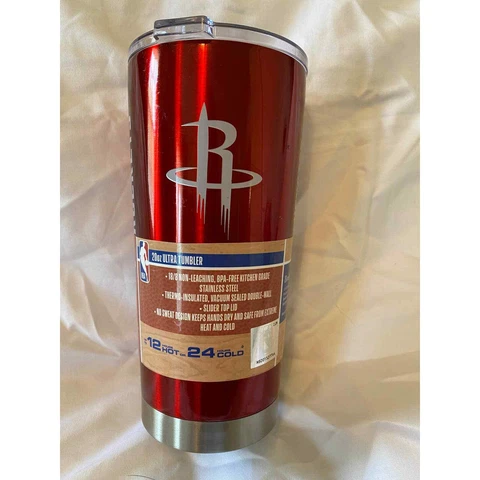 R
NBA
20oz ULTRA TUMBLER
• 18/8 NON-LEACHING, BPA-FREE KITCHEN GRADE
STAINLESS STEEL
• THERMO-INSULATED, VACUUM SEALED DOUBLE-WALL
• SLIDER TOP LID
• NO SWEAT DESIGN KEEPS HANDS DRY AND SAFE FROM EXTREME
HEAT AND COLD
12 HOT 24 COLD